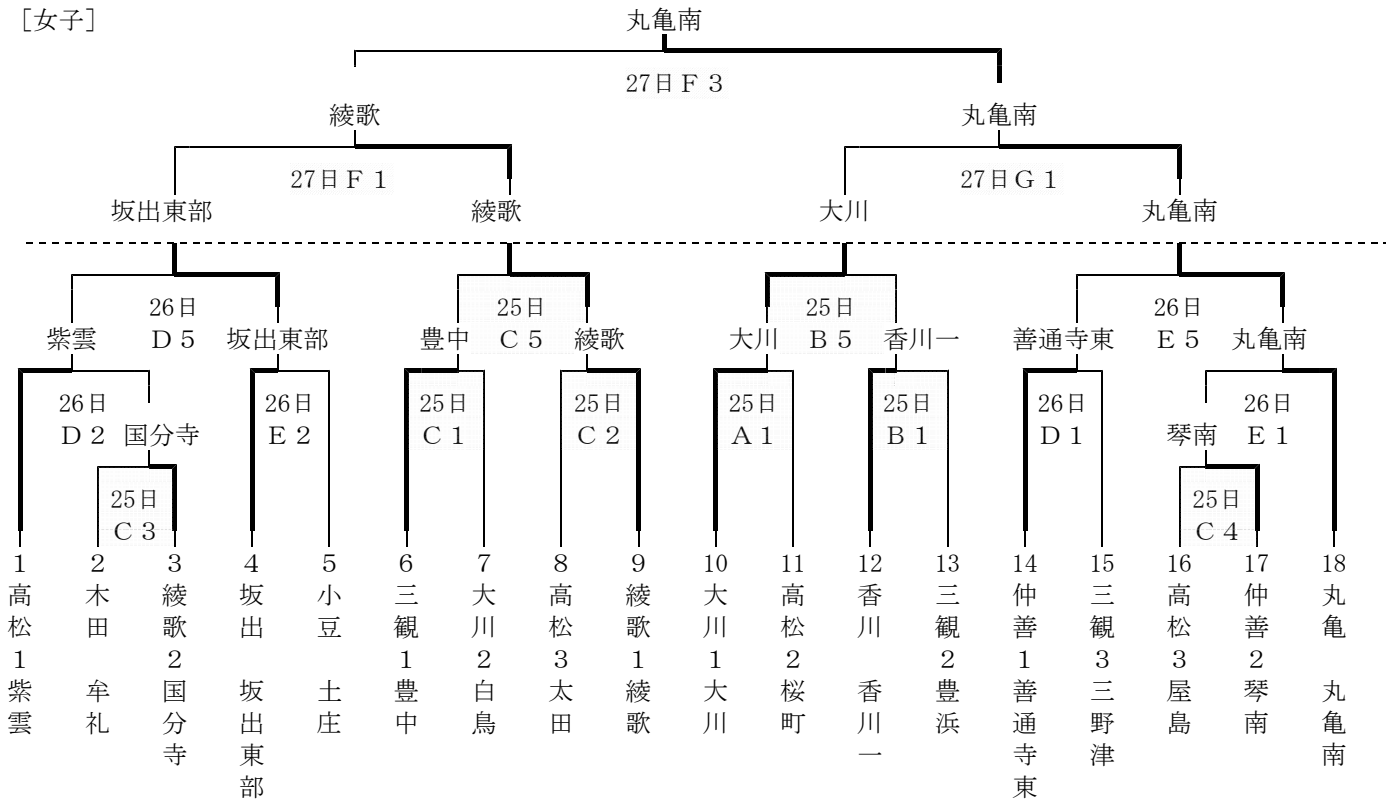 ［女子］
丸亀南
27日Ｆ３
綾歌
丸亀南
27日Ｆ１
27日Ｇ１
坂出東部
綾歌
大川
丸亀南
26日
Ｄ５
25日
Ｃ５
25日
Ｂ５
26日
Ｅ５
紫雲
坂出東部
豊中
綾歌
大川
香川一
善通寺東
丸亀南
26日
Ｄ２
26日
Ｅ２
25日
Ｃ１
25日
Ｃ２
25日
Ａ１
25日
Ｂ１
26日
Ｄ１
26日
Ｅ１
国分寺
琴南
25日
Ｃ３
25日
Ｃ４
1
高松１紫雲
2
木田　牟礼
3
綾歌２国分寺
4
坂出　坂出東部
5
小豆　土庄
6
三観１豊中
7
大川２白鳥
8
高松３太田
9
綾歌１綾歌
10
大川１大川
11
高松２桜町
12
香川　香川一
13
三観２豊浜
14
仲善１善通寺東
15
三観３三野津
16
高松３屋島
17
仲善２琴南
18
丸亀　丸亀南